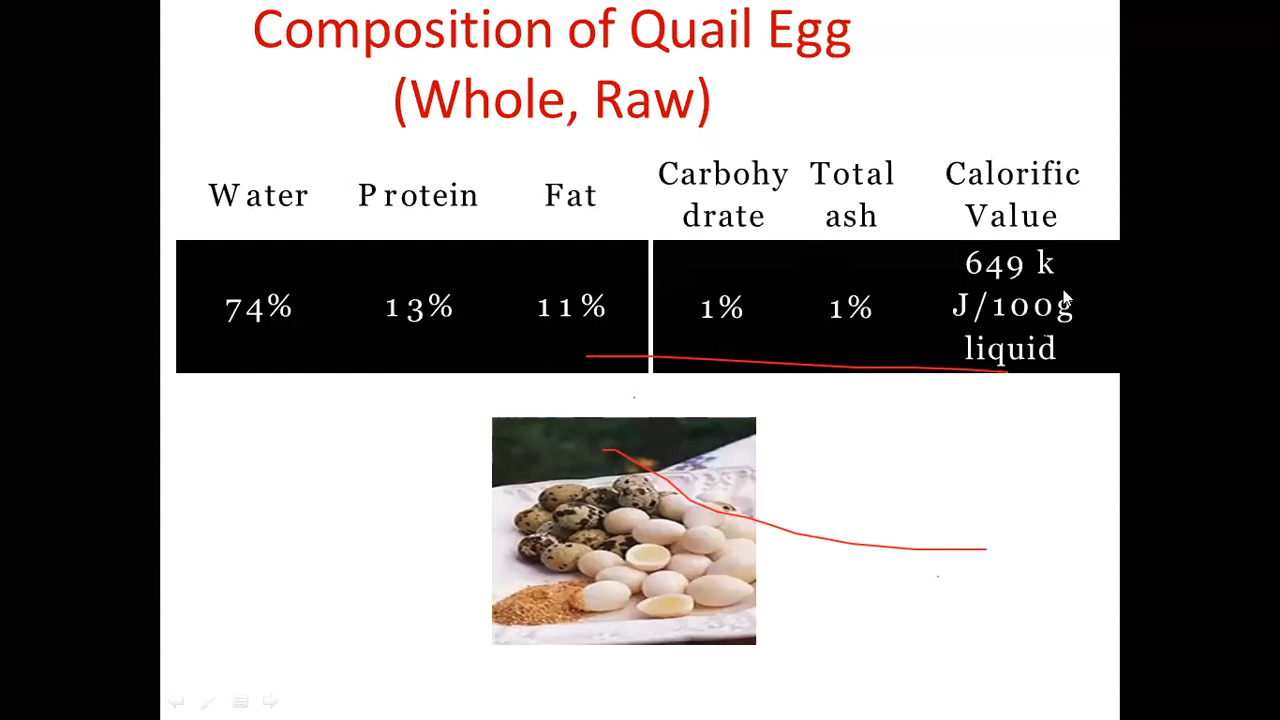 Composition of Quail Egg
(Whole, Raw)
Water Protein Fat Carbohy drate Total ash Calorific Value
74% 13% 11% 1% 1% 649 k J/100g liquid